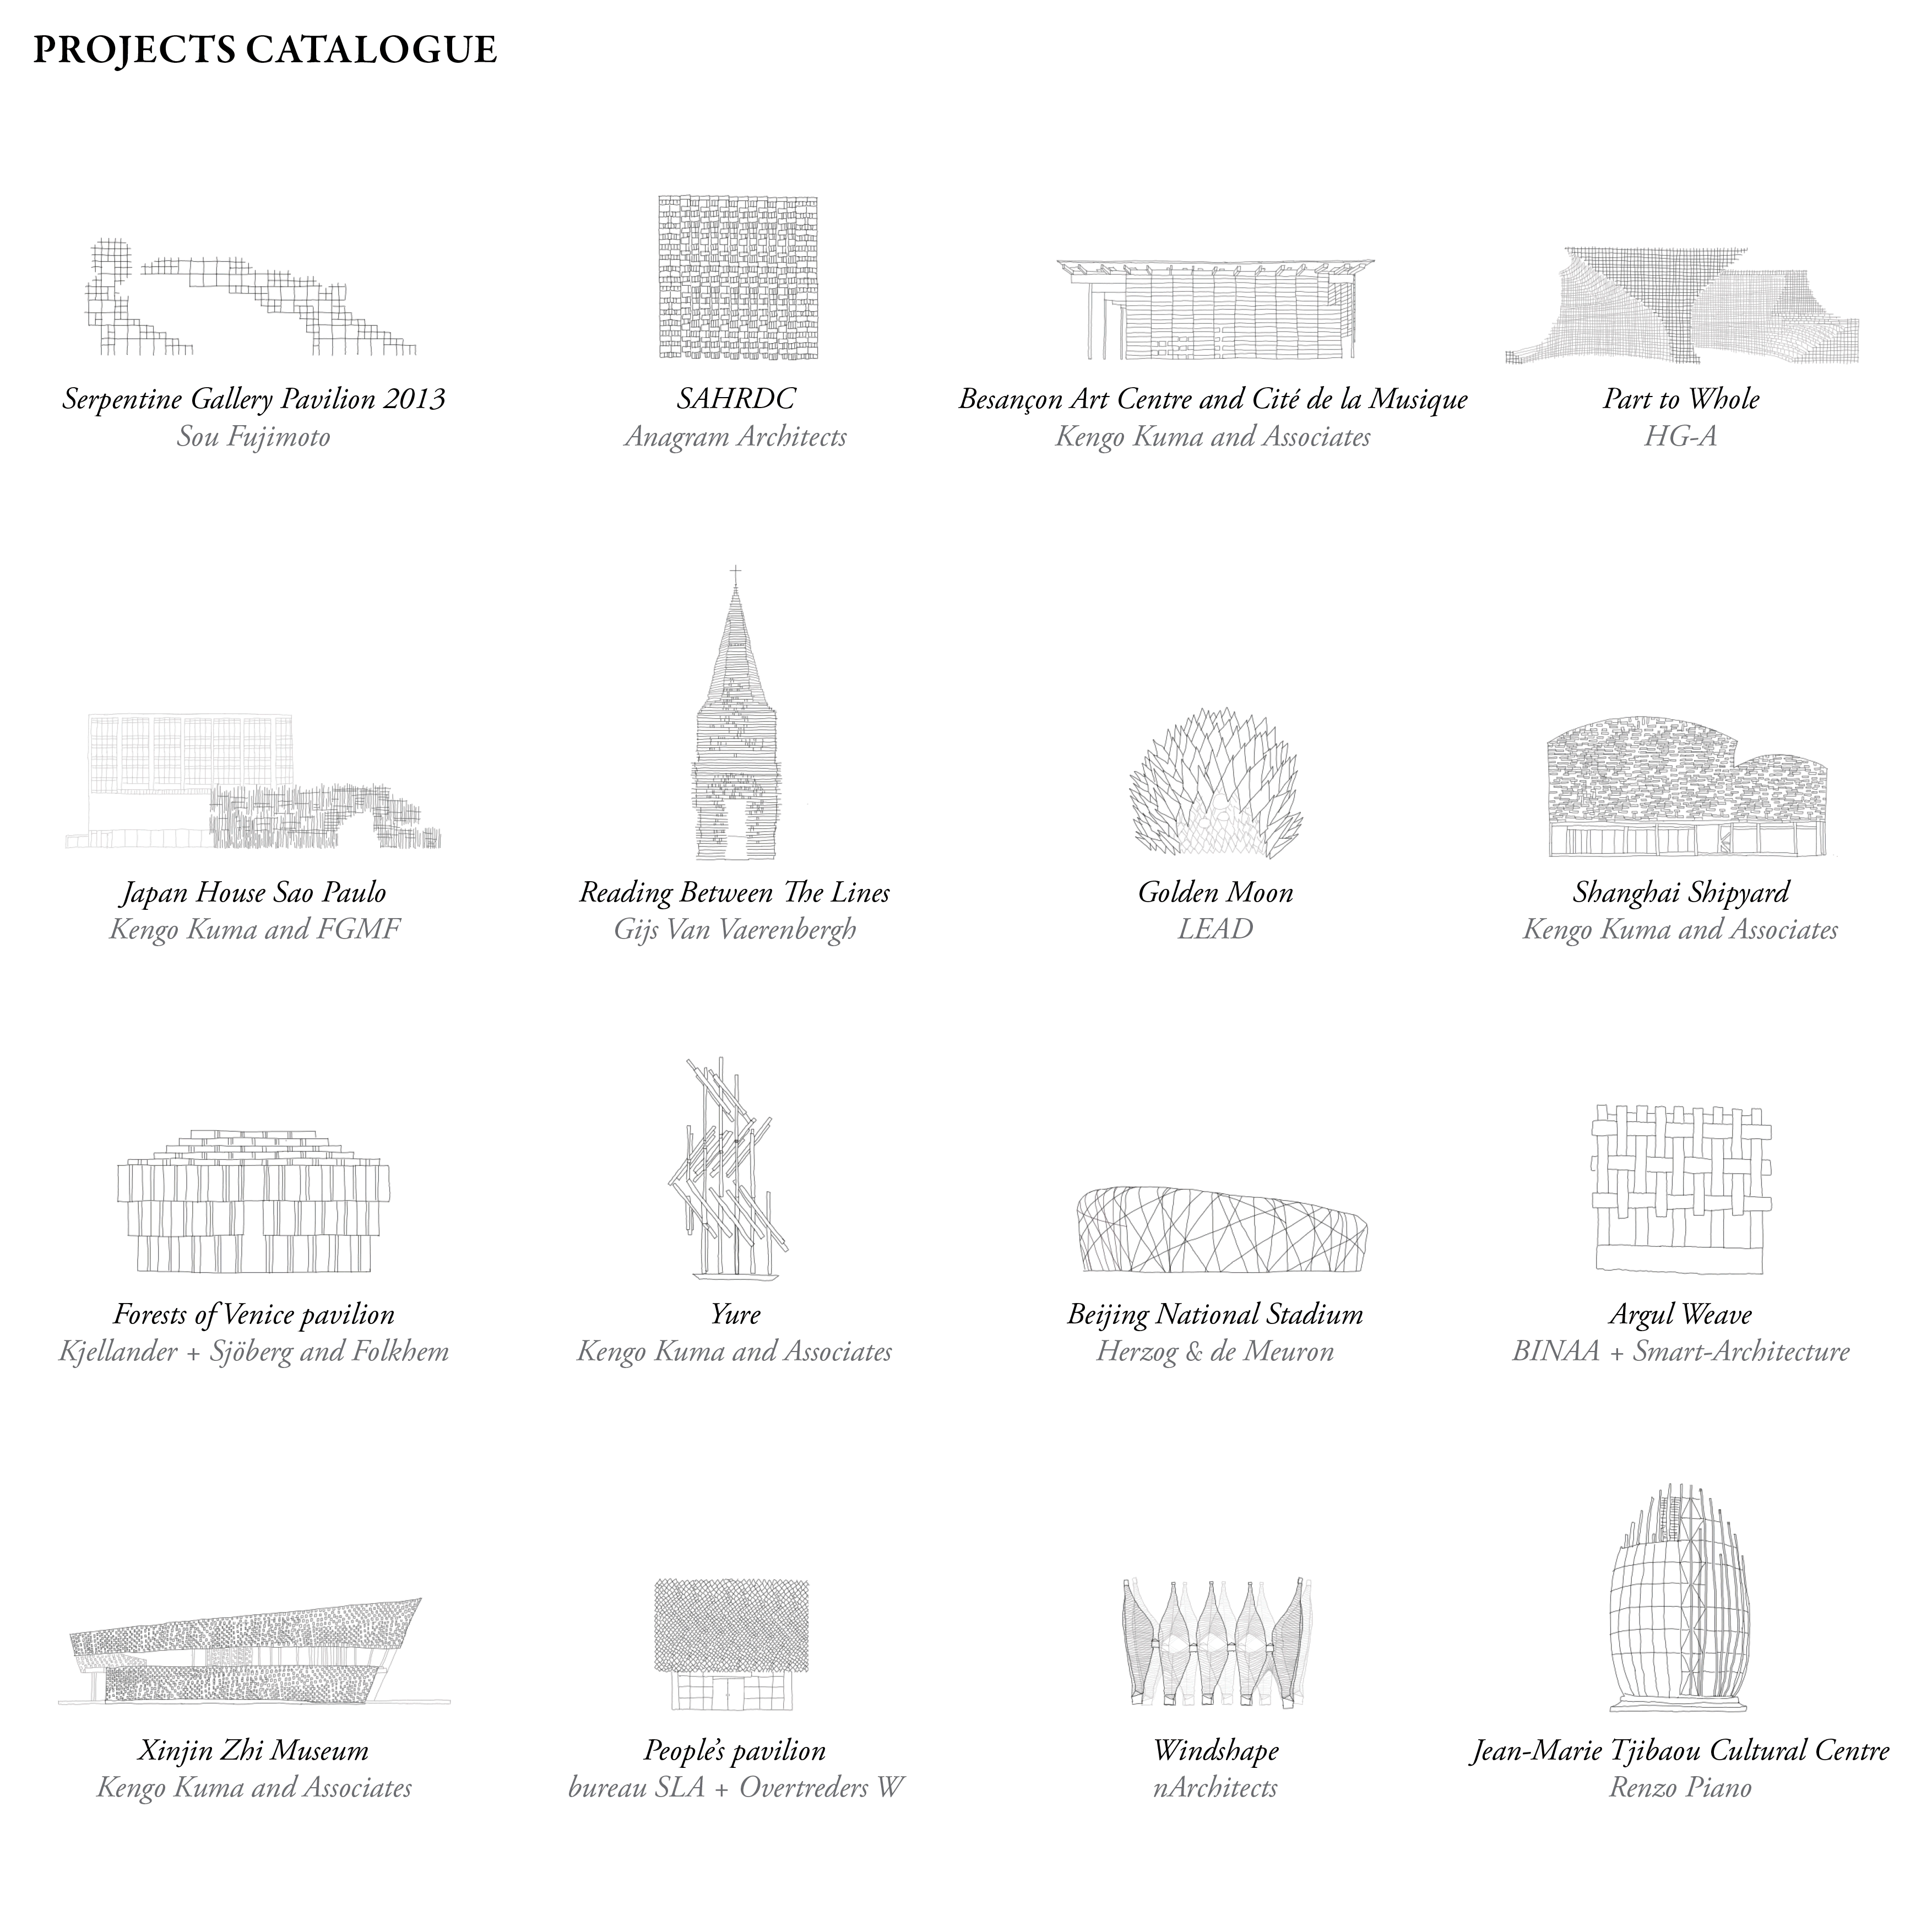 PROJECTS CATALOGUE
Serpentine Gallery Pavilion 2013
Sou Fujimoto
SAHRDC
Anagram Architects
Besançon Art Centre and Cité de la Musique
Kengo Kuma and Associates
Part to Whole
HG-A
Japan House Sao Paulo
Kengo Kuma and FGMF
Reading Between The Lines
Gijs Van Vaerenbergh
Golden Moon
LEAD
Shanghai Shipyard
Kengo Kuma and Associates
Forests of Venice pavilion
Kjellander + Sjöberg and Folkhem
Yure
Kengo Kuma and Associates
Beijing National Stadium
Herzog & de Meuron
Argul Weave
BINAA + Smart-Architecture
Xinjin Zhi Museum
Kengo Kuma and Associates
People’s pavilion
bureau SLA + Overtreders W
Windshape
nArchitects
Jean-Marie Tjibaou Cultural Centre
Renzo Piano